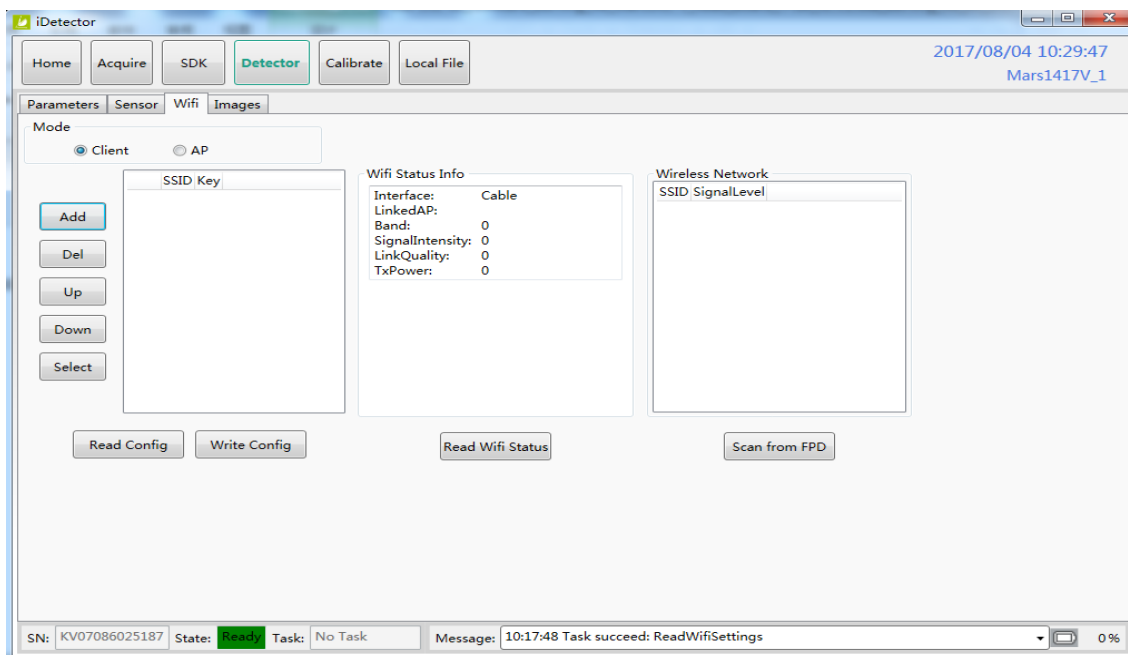 iDetector
Home Acquire SDK Detector Calibrate Local File
2017/08/04 10:29:47
Mars1417V_1
Parameters Sensor Wifi Images
Mode
Client AP
SSID Key
Add
Del
Up
Down
Select
Read Config Write Config
Wifi Status Info
Interface: Cable
LinkedAP:
Band: 0
SignalIntensity: 0
LinkQuality: 0
TxPower: 0
Read Wifi Status
Wireless Network
SSID SignalLevel
Scan from FPD
SN: KV07086025187 State: Ready Task: No Task Message: 10:17:48 Task succeed: ReadWifiSettings 0%